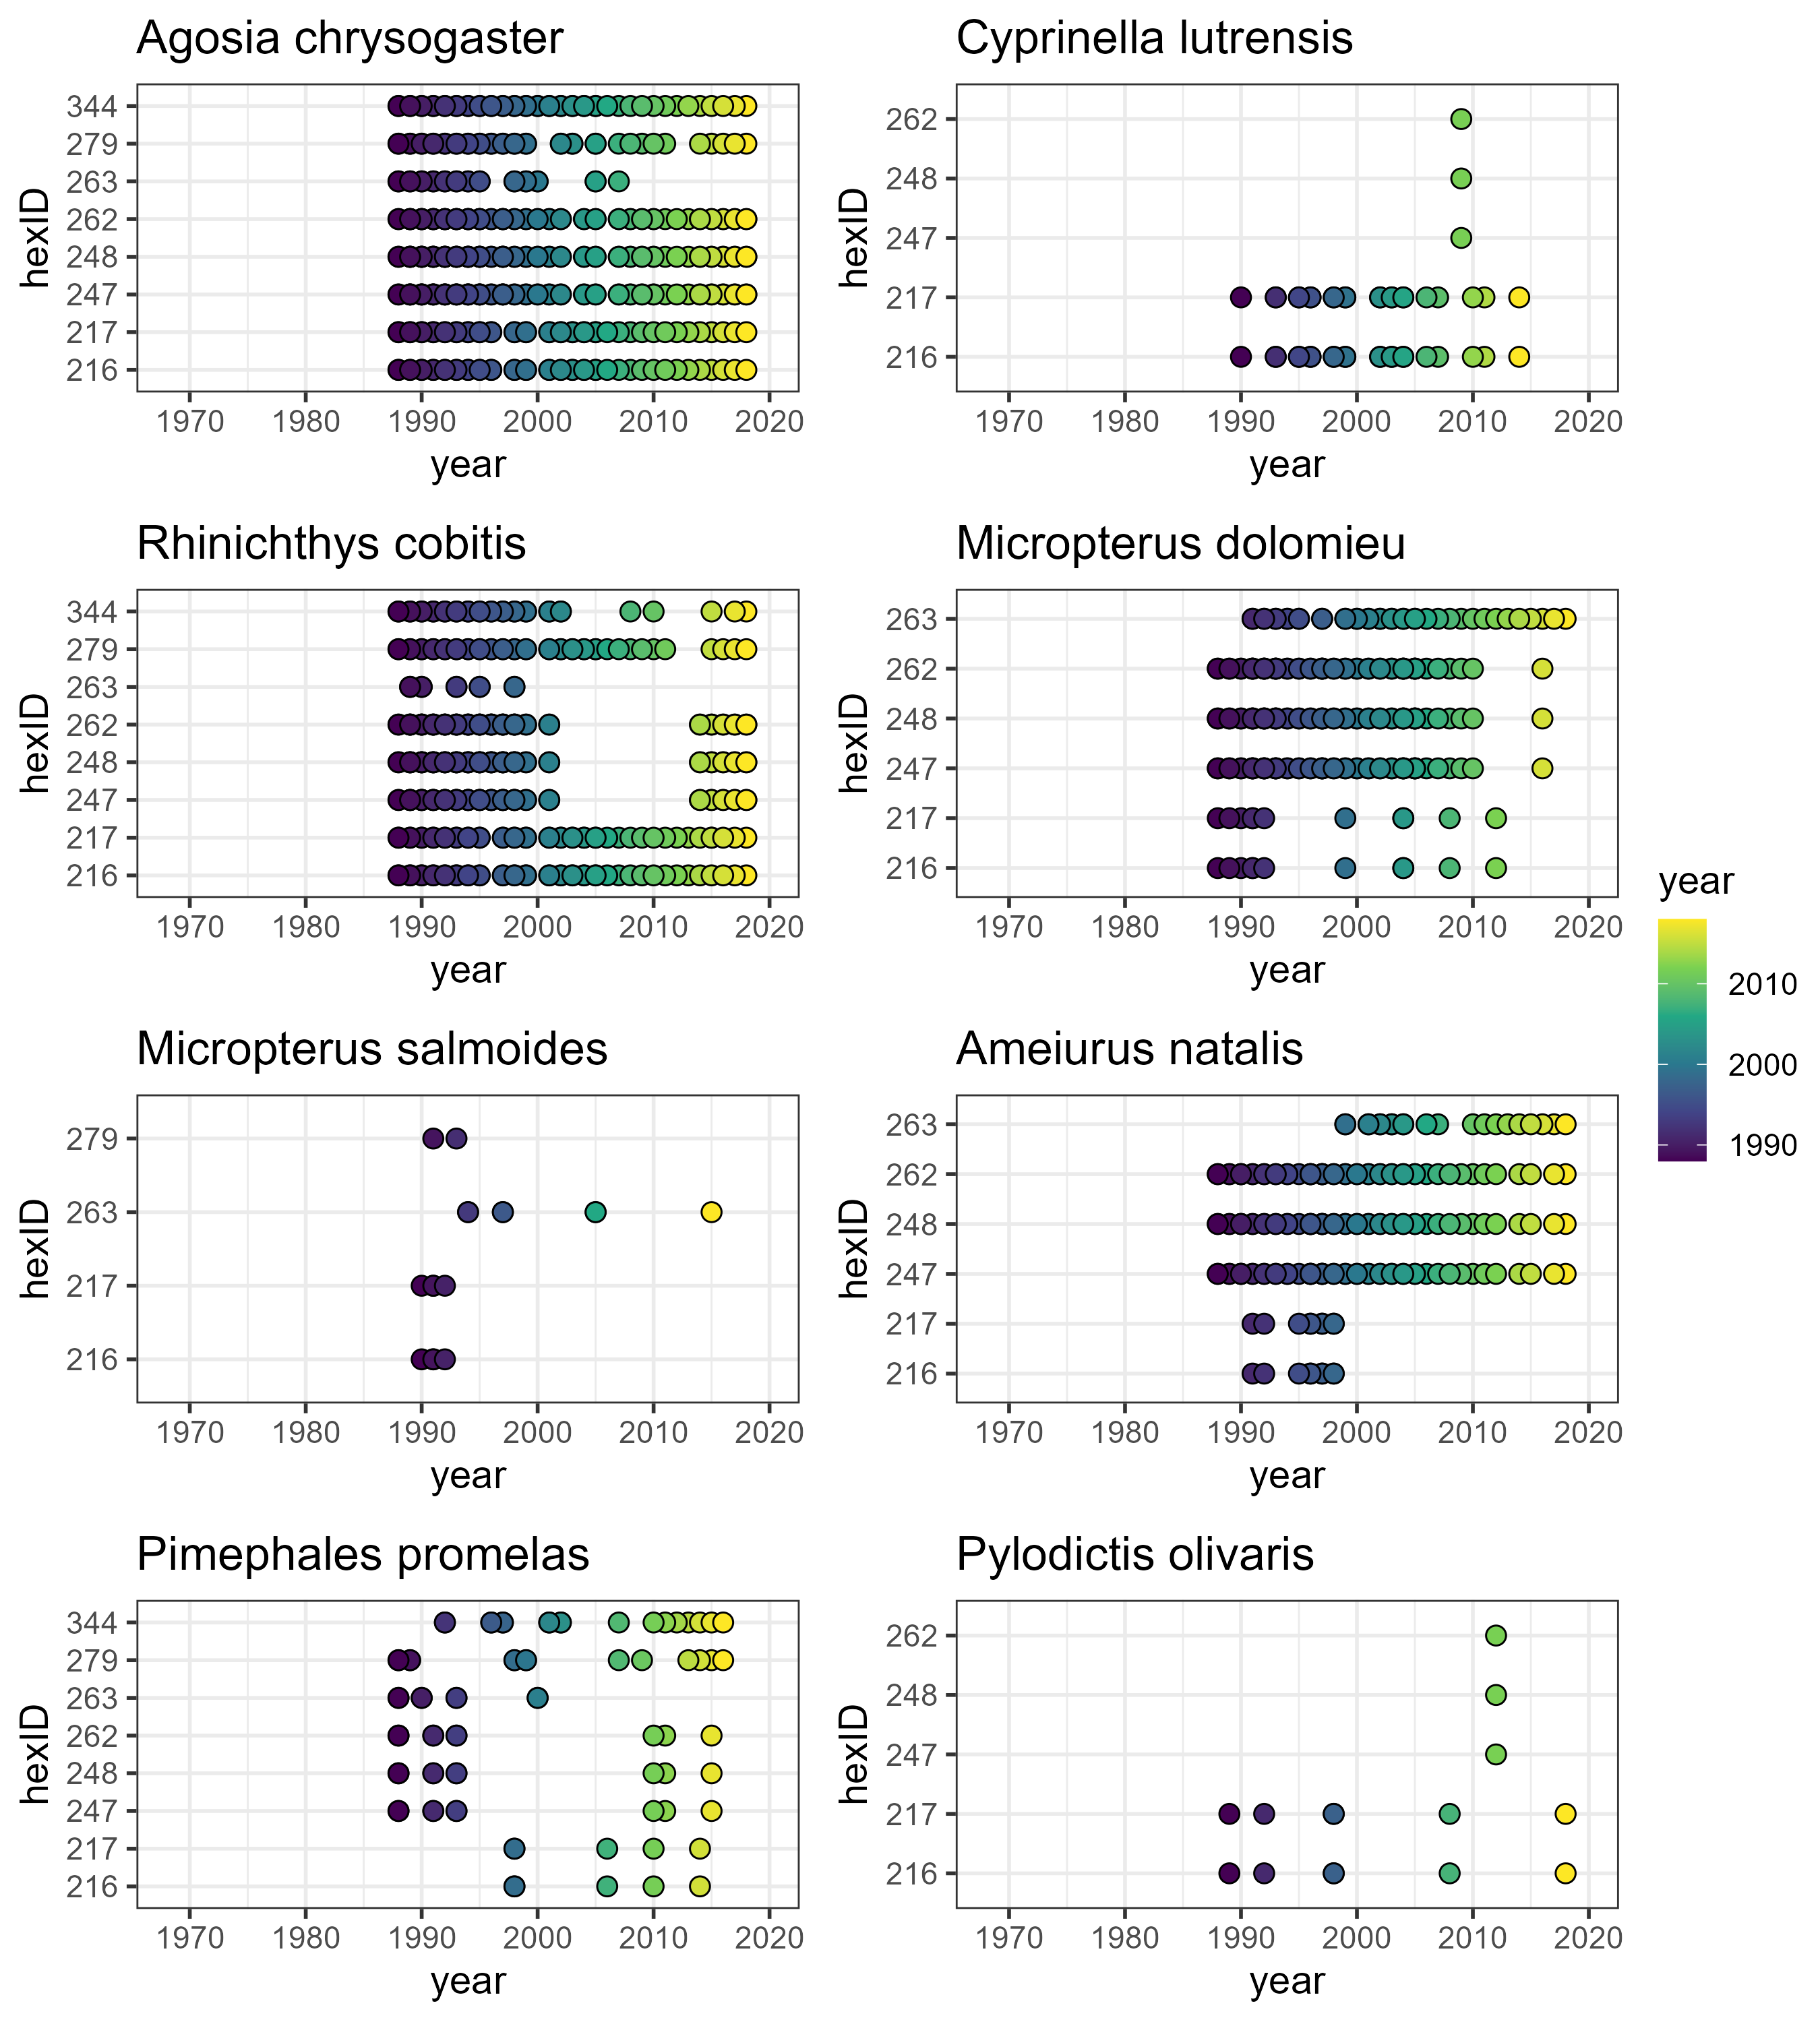 Agosia chrysogaster
hexID
344
279
263
262
248
247
217
216
1970 1980 1990 2000 2010 2020
year
Cyprinella lutrensis
hexID
262
248
247
217
216
1970 1980 1990 2000 2010 2020
year
Rhinichthys cobitis
hexID
344
279
263
262
248
247
217
216
1970 1980 1990 2000 2010 2020
year
Micropterus dolomieu
hexID
263
262
248
247
217
216
1970 1980 1990 2000 2010 2020
year
year
2010
2000
1990
Micropterus salmoides
hexID
279
263
217
216
1970 1980 1990 2000 2010 2020
year
Ameiurus natalis
hexID
263
262
248
247
217
216
1970 1980 1990 2000 2010 2020
year
Pimephales promelas
hexID
344
279
263
262
248
247
217
216
1970 1980 1990 2000 2010 2020
year
Pylodictis olivaris
hexID
262
248
247
217
216
1970 1980 1990 2000 2010 2020
year